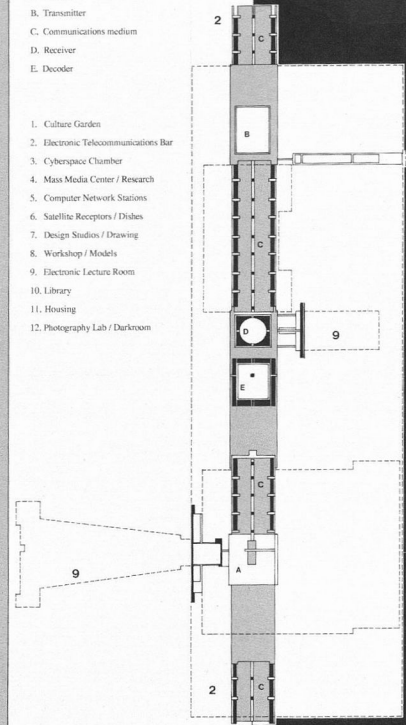 B. Transmitter
C. Communications medium
D. Receiver
E. Decoder
1. Culture Garden
2. Electronic Telecommunications Bar
3. Cyberspace Chamber
4. Mass Media Center / Research
5. Computer Network Stations
6. Satellite Receptors / Dishes
7. Design Studios / Drawing
8. Workshop / Models
9. Electronic Lecture Room
10. Library
11. Housing
12. Photography Lab / Darkroom
2
C
B
C
D
9
E
C
A
9
2
C